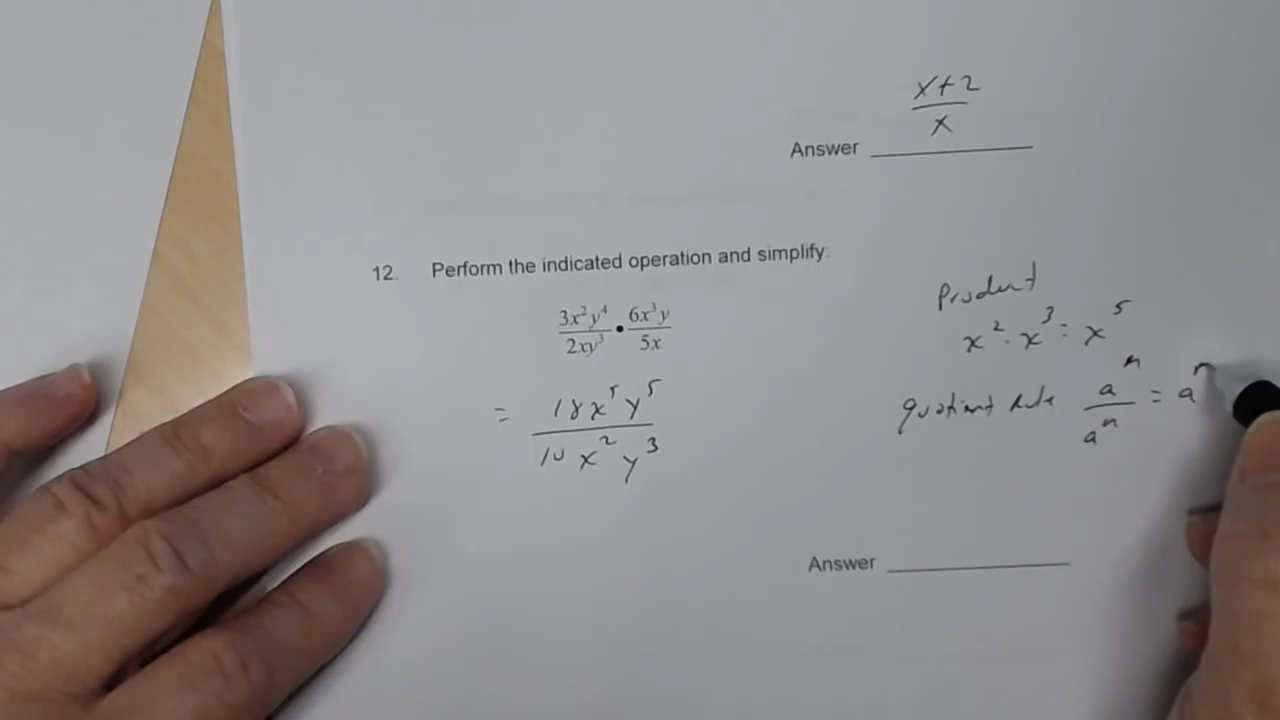 x+2
x
Answer
12. Perform the indicated operation and simplify:
3x²y⁴/2xy³ • 6x³y/5x
= 18x⁵y⁵/10x²y³
Product
x² · x³ = x⁵
quotient rule aᵐ/aⁿ = aᵐ
Answer